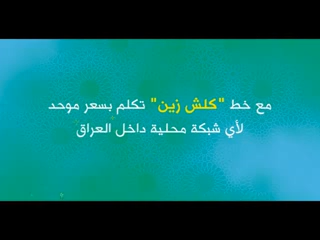 مع خط "كلش زين" تكلم بسعر موحد
لأي شبكة محلية داخل العراق